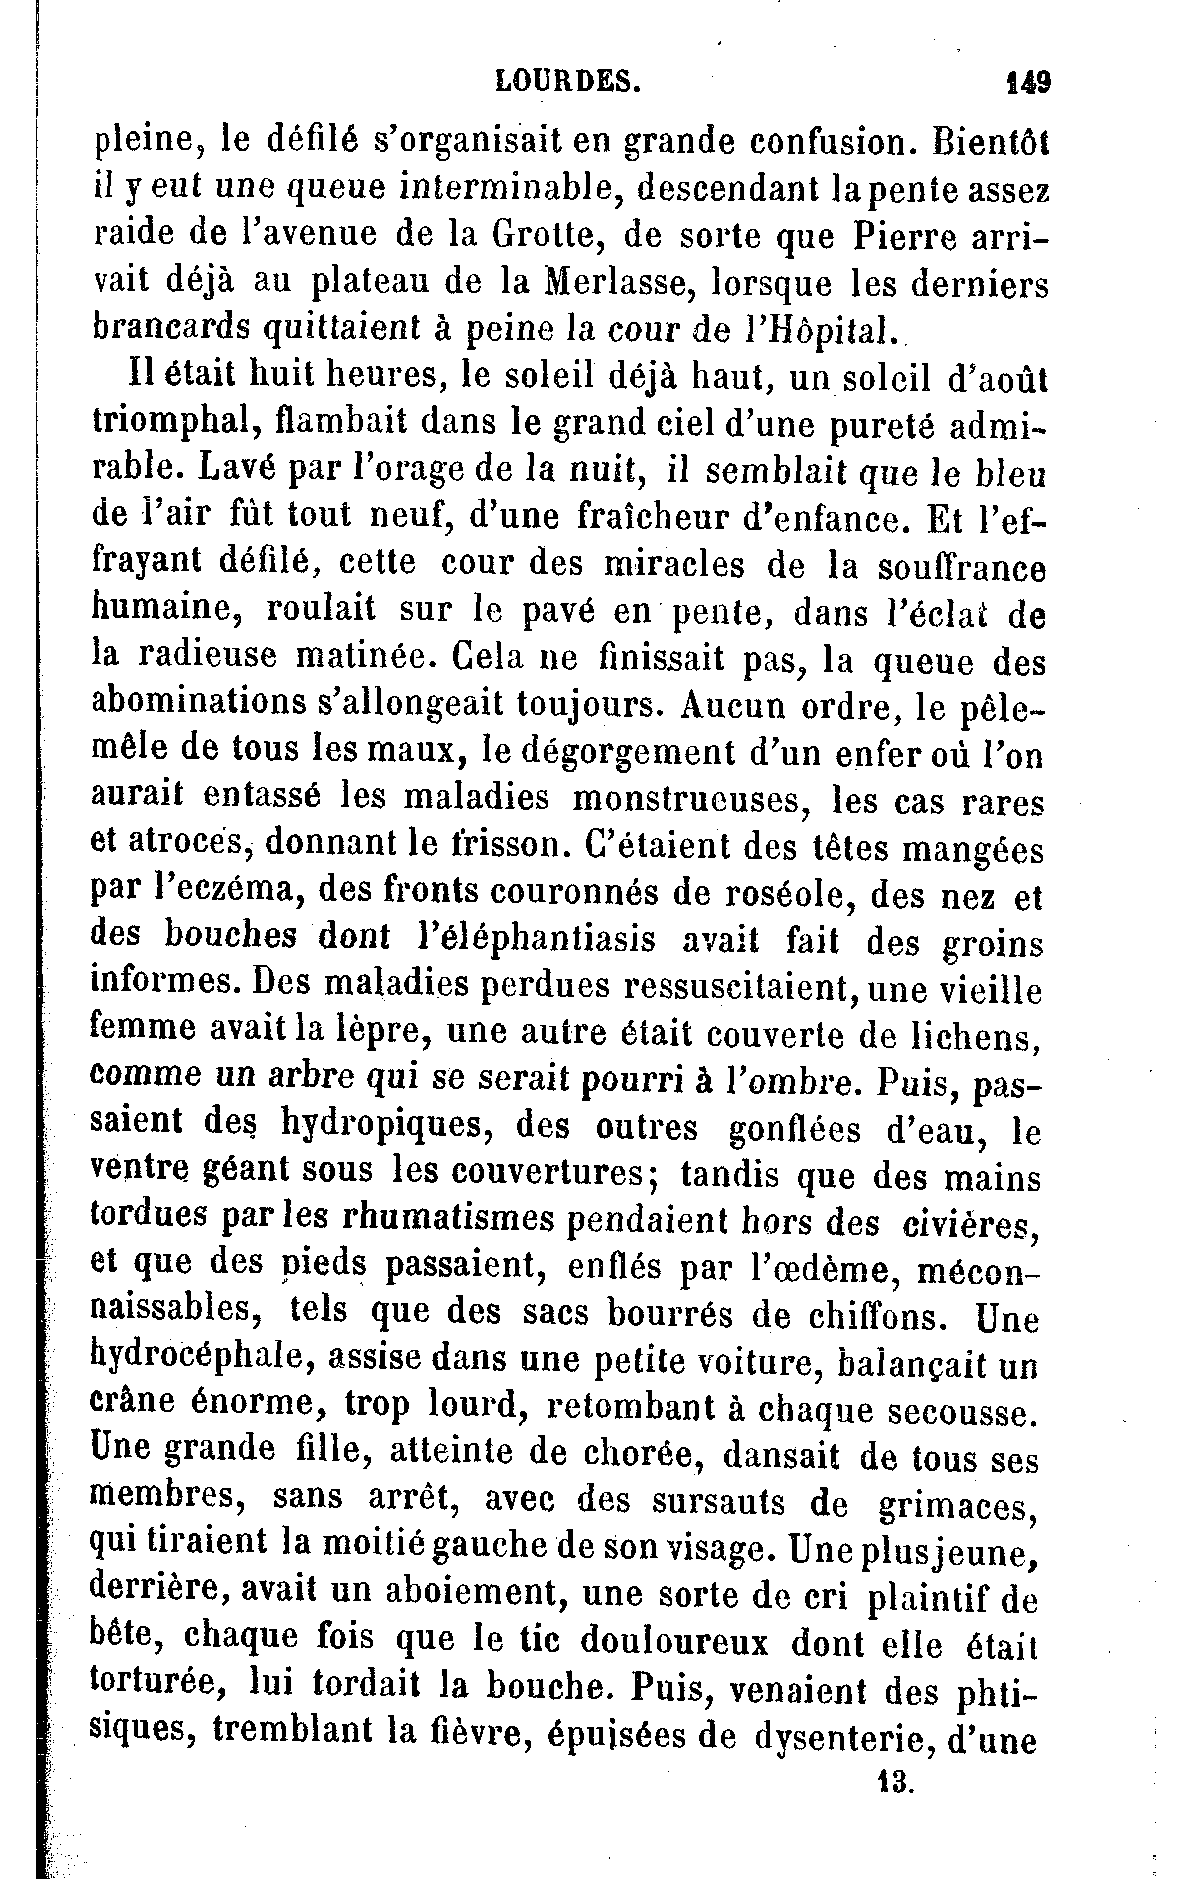 LOURDES. 149
pleine, le défilé s'organisait en grande confusion. Bientôt
il y eut une queue interminable, descendant la pente assez
raide de l'avenue de la Grotte, de sorte que Pierre arri-
vait déjà au plateau de la Merlasse, lorsque les derniers
brancards quittaient à peine la cour de l'Hôpital.
Il était huit heures, le soleil déjà haut, un soleil d'août
triomphal, flambait dans le grand ciel d'une pureté admi-
rable. Lavé par l'orage de la nuit, il semblait que le bleu
de l'air fût tout neuf, d'une fraîcheur d'enfance. Et l'ef-
frayant défilé, cette cour des miracles de la souffrance
humaine, roulait sur le pavé en pente, dans l'éclat de
la radieuse matinée. Cela ne finissait pas, la queue des
abominations s'allongeait toujours. Aucun ordre, le pêle-
mêle de tous les maux, le dégorgement d'un enfer où l'on
aurait entassé les maladies monstrueuses, les cas rares
et atroces, donnant le frisson. C'étaient des têtes mangées
par l'eczéma, des fronts couronnés de roséole, des nez et
des bouches dont l'éléphantiasis avait fait des groins
informes. Des maladies perdues ressuscitaient, une vieille
femme avait la lèpre, une autre était couverte de lichens,
comme un arbre qui se serait pourri à l'ombre. Puis, pas-
saient des hydropiques, des outres gonflées d'eau, le
ventre géant sous les couvertures; tandis que des mains
tordues par les rhumatismes pendaient hors des civières,
et que des pieds passaient, enflés par l'œdème, mécon-
naissables, tels que des sacs bourrés de chiffons. Une
hydrocéphale, assise dans une petite voiture, balançait un
crâne énorme, trop lourd, retombant à chaque secousse.
Une grande fille, atteinte de chorée, dansait de tous ses
membres, sans arrêt, avec des sursauts de grimaces,
qui tiraient la moitié gauche de son visage. Une plus jeune,
derrière, avait un aboiement, une sorte de cri plaintif de
bête, chaque fois que le tic douloureux dont elle était
torturée, lui tordait la bouche. Puis, venaient des phti-
siques, tremblant la fièvre, épuisées de dysenterie, d'une
13.